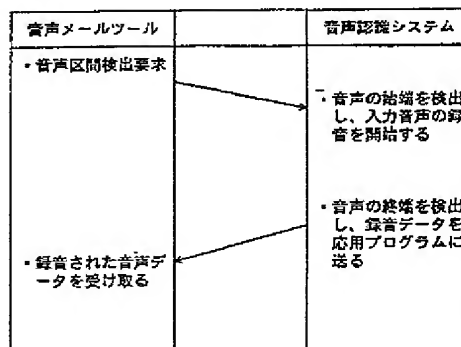 音声メールツール
音声認識システム
・音声区間検出要求
・音声の始端を検出
し、入力音声の録
音を開始する
・音声の終端を検出
し、録音データを
応用プログラムに
送る
・録音された音声デ
ータを受け取る